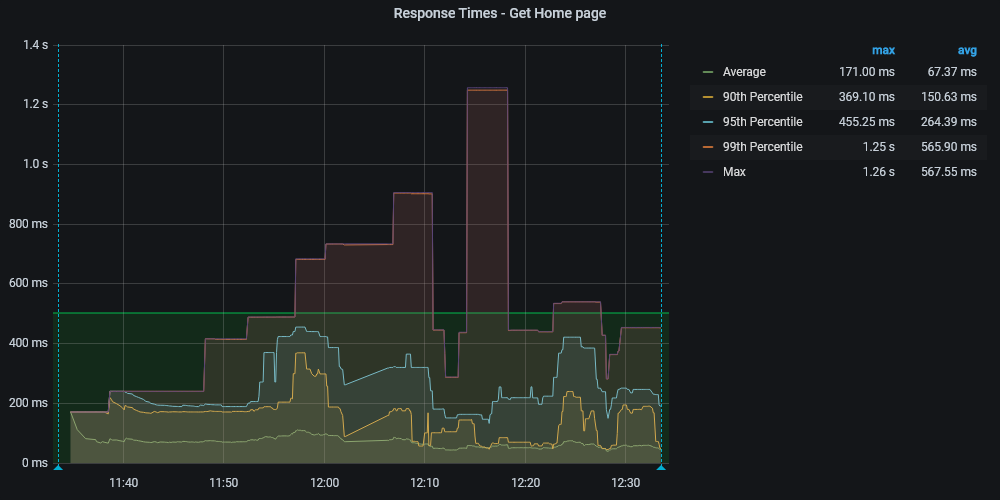 Response Times - Get Home page
1.4 s
1.2 s
1.0 s
800 ms
600 ms
400 ms
200 ms
0 ms
11:40 11:50 12:00 12:10 12:20 12:30
max avg
Average 171.00 ms 67.37 ms
90th Percentile 369.10 ms 150.63 ms
95th Percentile 455.25 ms 264.39 ms
99th Percentile 1.25 s 565.90 ms
Max 1.26 s 567.55 ms